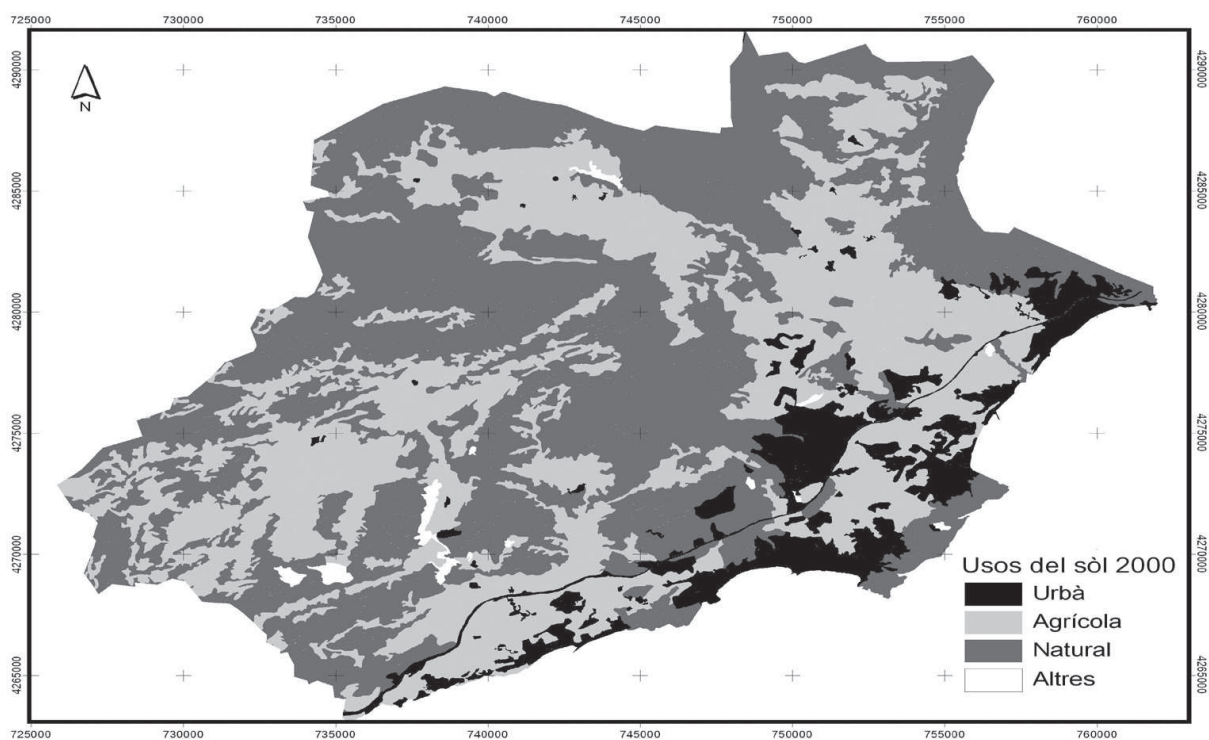 725000 730000 735000 740000 745000 750000 755000 760000
4290000 4290000
N
4285000 4285000
4280000 4280000
4275000 4275000
4270000 4270000
Usos del sòl 2000
Urbà
Agrícola
Natural
Altres
4265000 4265000
725000 730000 735000 740000 745000 750000 755000 760000